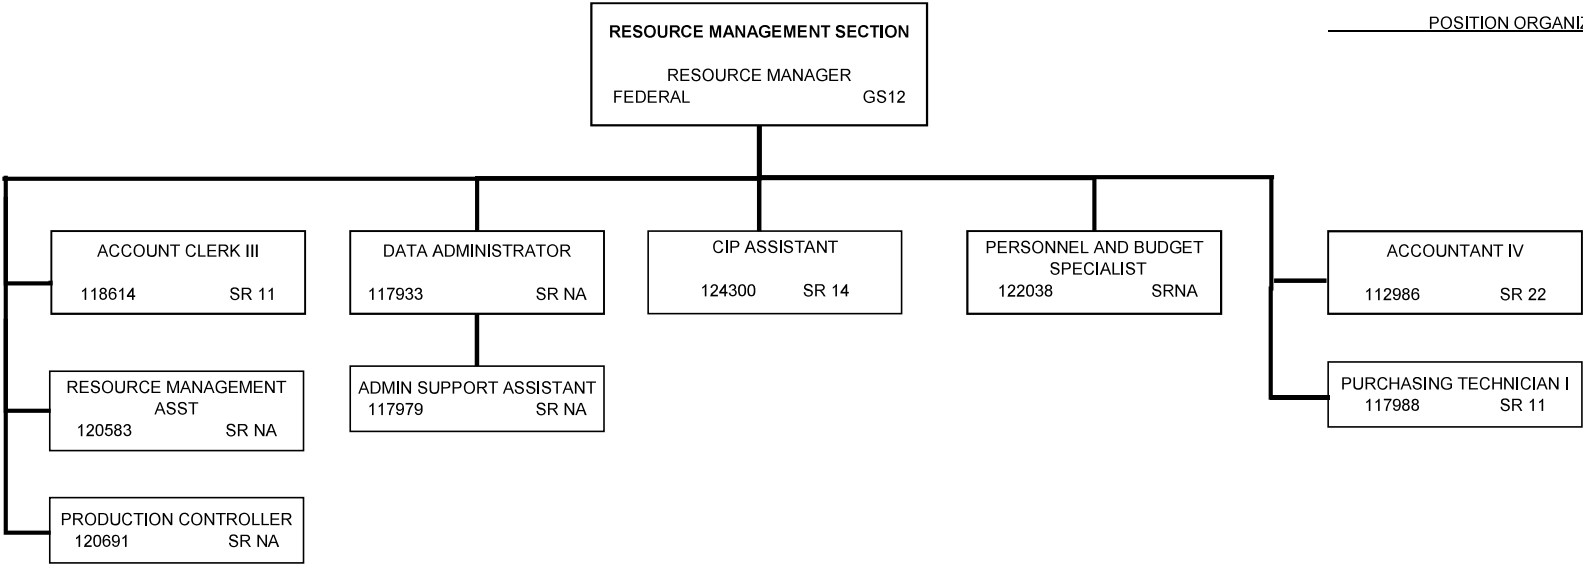 POSITION ORGANIZ
RESOURCE MANAGEMENT SECTION
RESOURCE MANAGER
FEDERAL GS12
ACCOUNT CLERK III
118614 SR 11
DATA ADMINISTRATOR
117933 SR NA
CIP ASSISTANT
124300 SR 14
PERSONNEL AND BUDGET
SPECIALIST
122038 SRNA
ACCOUNTANT IV
112986 SR 22
RESOURCE MANAGEMENT
ASST
120583 SR NA
ADMIN SUPPORT ASSISTANT
117979 SR NA
PURCHASING TECHNICIAN I
117988 SR 11
PRODUCTION CONTROLLER
120691 SR NA